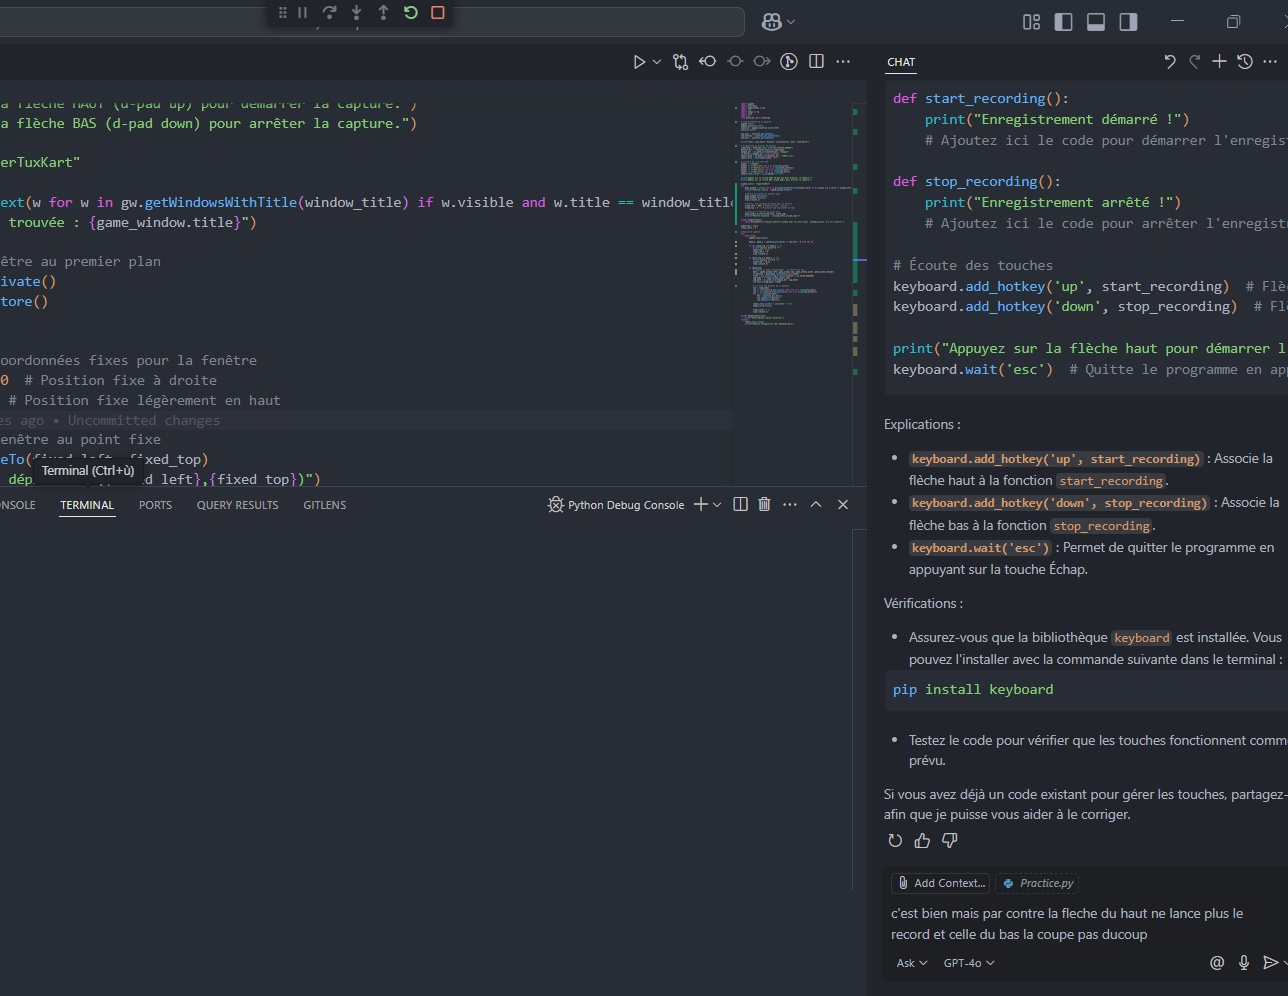 a flèche HAUT (d-pad up) pour démarrer la capture.")
a flèche BAS (d-pad down) pour arrêter la capture.")
erTuxKart"
ext(w for w in gw.getWindowsWithTitle(window_title) if w.visible and w.title == window_title
trouvée : {game_window.title}")
être au premier plan
ivate()
tore()
oordonnées fixes pour la fenêtre
0  # Position fixe à droite
# Position fixe légèrement en haut
es ago • Uncommitted changes
enêtre au point fixe
eTo(fixed_left, fixed_top)
Terminal (Ctrl+ù)
dép left},{fixed_top})")
NSOLE
TERMINAL
PORTS
QUERY RESULTS
GITLENS
Python Debug Console
CHAT
def start_recording():
print("Enregistrement démarré !")
# Ajoutez ici le code pour démarrer l'enregist
def stop_recording():
print("Enregistrement arrêté !")
# Ajoutez ici le code pour arrêter l'enregistr
# Écoute des touches
keyboard.add_hotkey('up', start_recording)  # Flè
keyboard.add_hotkey('down', stop_recording)  # Fl
print("Appuyez sur la flèche haut pour démarrer l
keyboard.wait('esc')  # Quitte le programme en ap
Explications :
• keyboard.add_hotkey('up', start_recording) : Associe la
flèche haut à la fonction start_recording.
• keyboard.add_hotkey('down', stop_recording) : Associe la
flèche bas à la fonction stop_recording.
• keyboard.wait('esc') : Permet de quitter le programme en
appuyant sur la touche Échap.
Vérifications :
• Assurez-vous que la bibliothèque keyboard est installée. Vous
pouvez l'installer avec la commande suivante dans le terminal :
pip install keyboard
• Testez le code pour vérifier que les touches fonctionnent comm
prévu.
Si vous avez déjà un code existant pour gérer les touches, partagez-
afin que je puisse vous aider à le corriger.
Add Context...
Practice.py
c'est bien mais par contre la fleche du haut ne lance plus le
record et celle du bas la coupe pas ducoup
Ask
GPT-4o